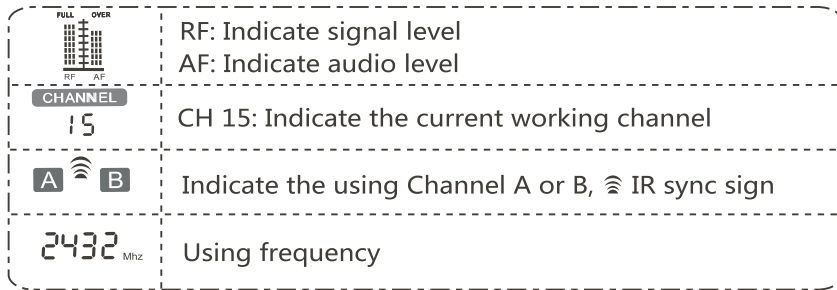 FULL OVER
RF AF
RF: Indicate signal level
AF: Indicate audio level
CHANNEL
15
CH 15: Indicate the current working channel
A B
Indicate the using Channel A or B, IR sync sign
2432 Mhz
Using frequency